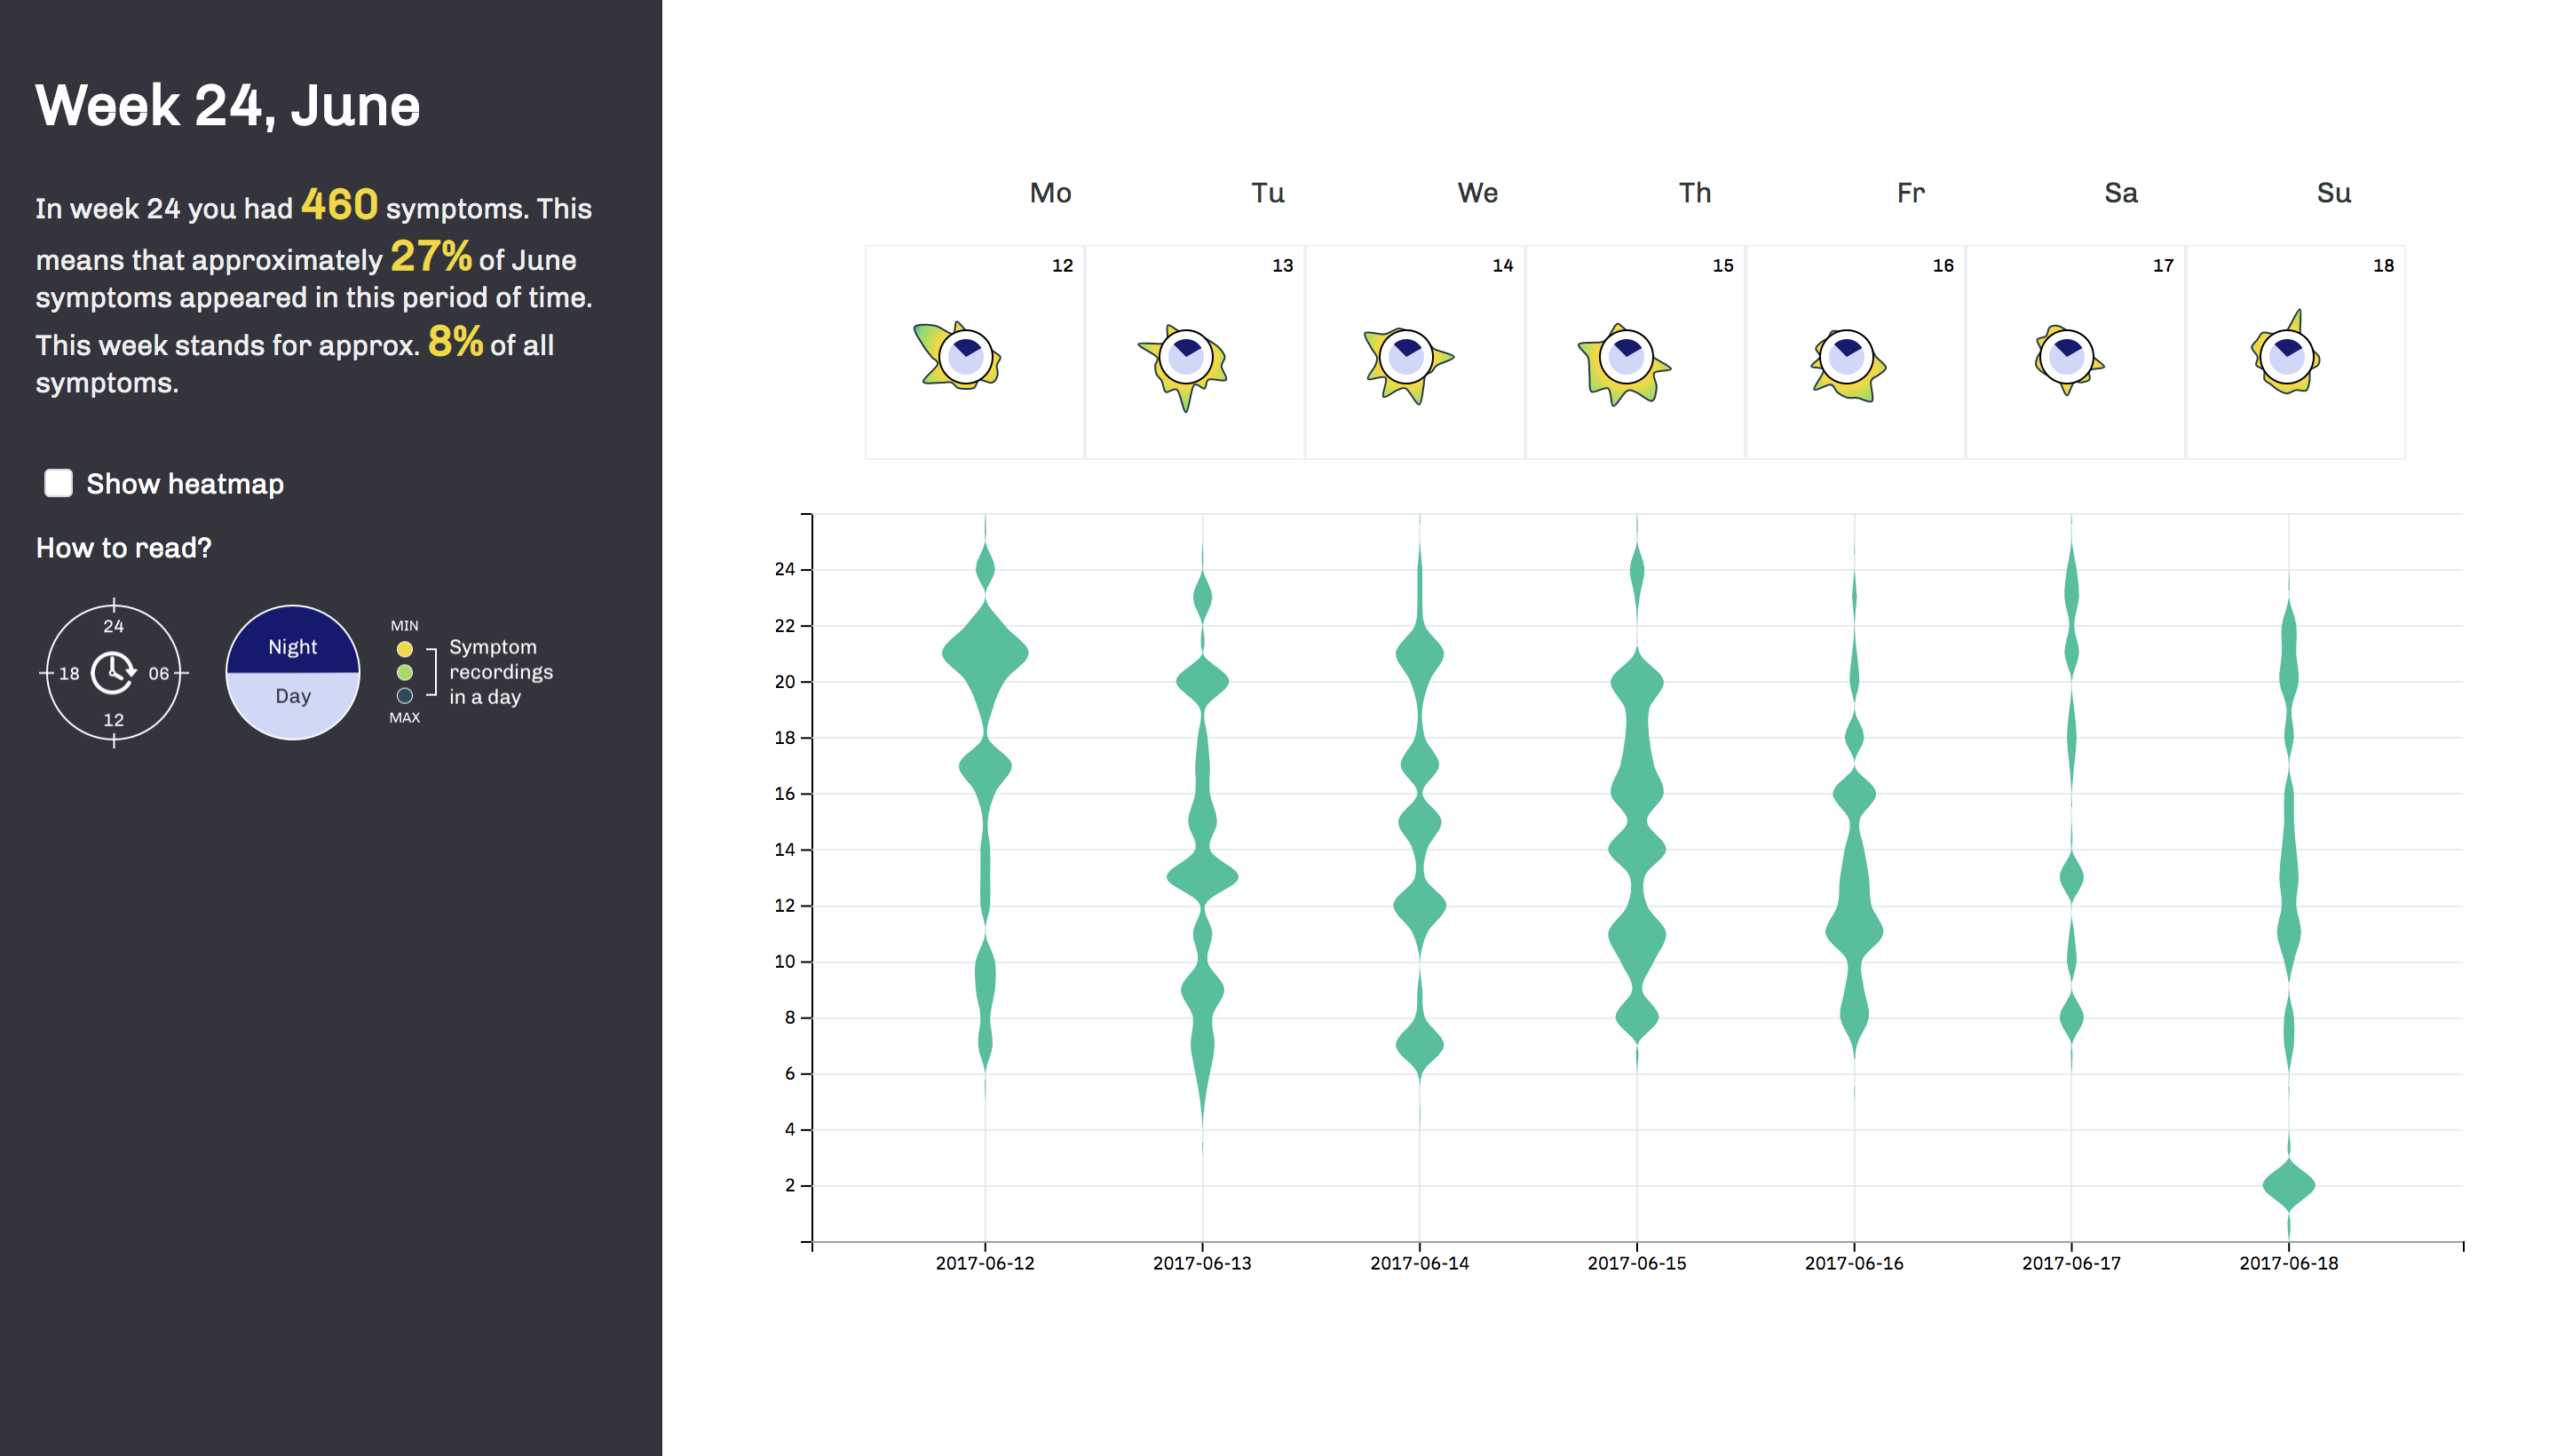 Week 24, June
In week 24 you had 460 symptoms. This
means that approximately 27% of June
symptoms appeared in this period of time.
This week stands for approx. 8% of all
symptoms.
Show heatmap
How to read?
24
18 06
12
Night
Day
MIN
MAX
Symptom
recordings
in a day
Mo Tu We Th Fr Sa Su
12 13 14 15 16 17 18
24
22
20
18
16
14
12
10
8
6
4
2
2017-06-12 2017-06-13 2017-06-14 2017-06-15 2017-06-16 2017-06-17 2017-06-18